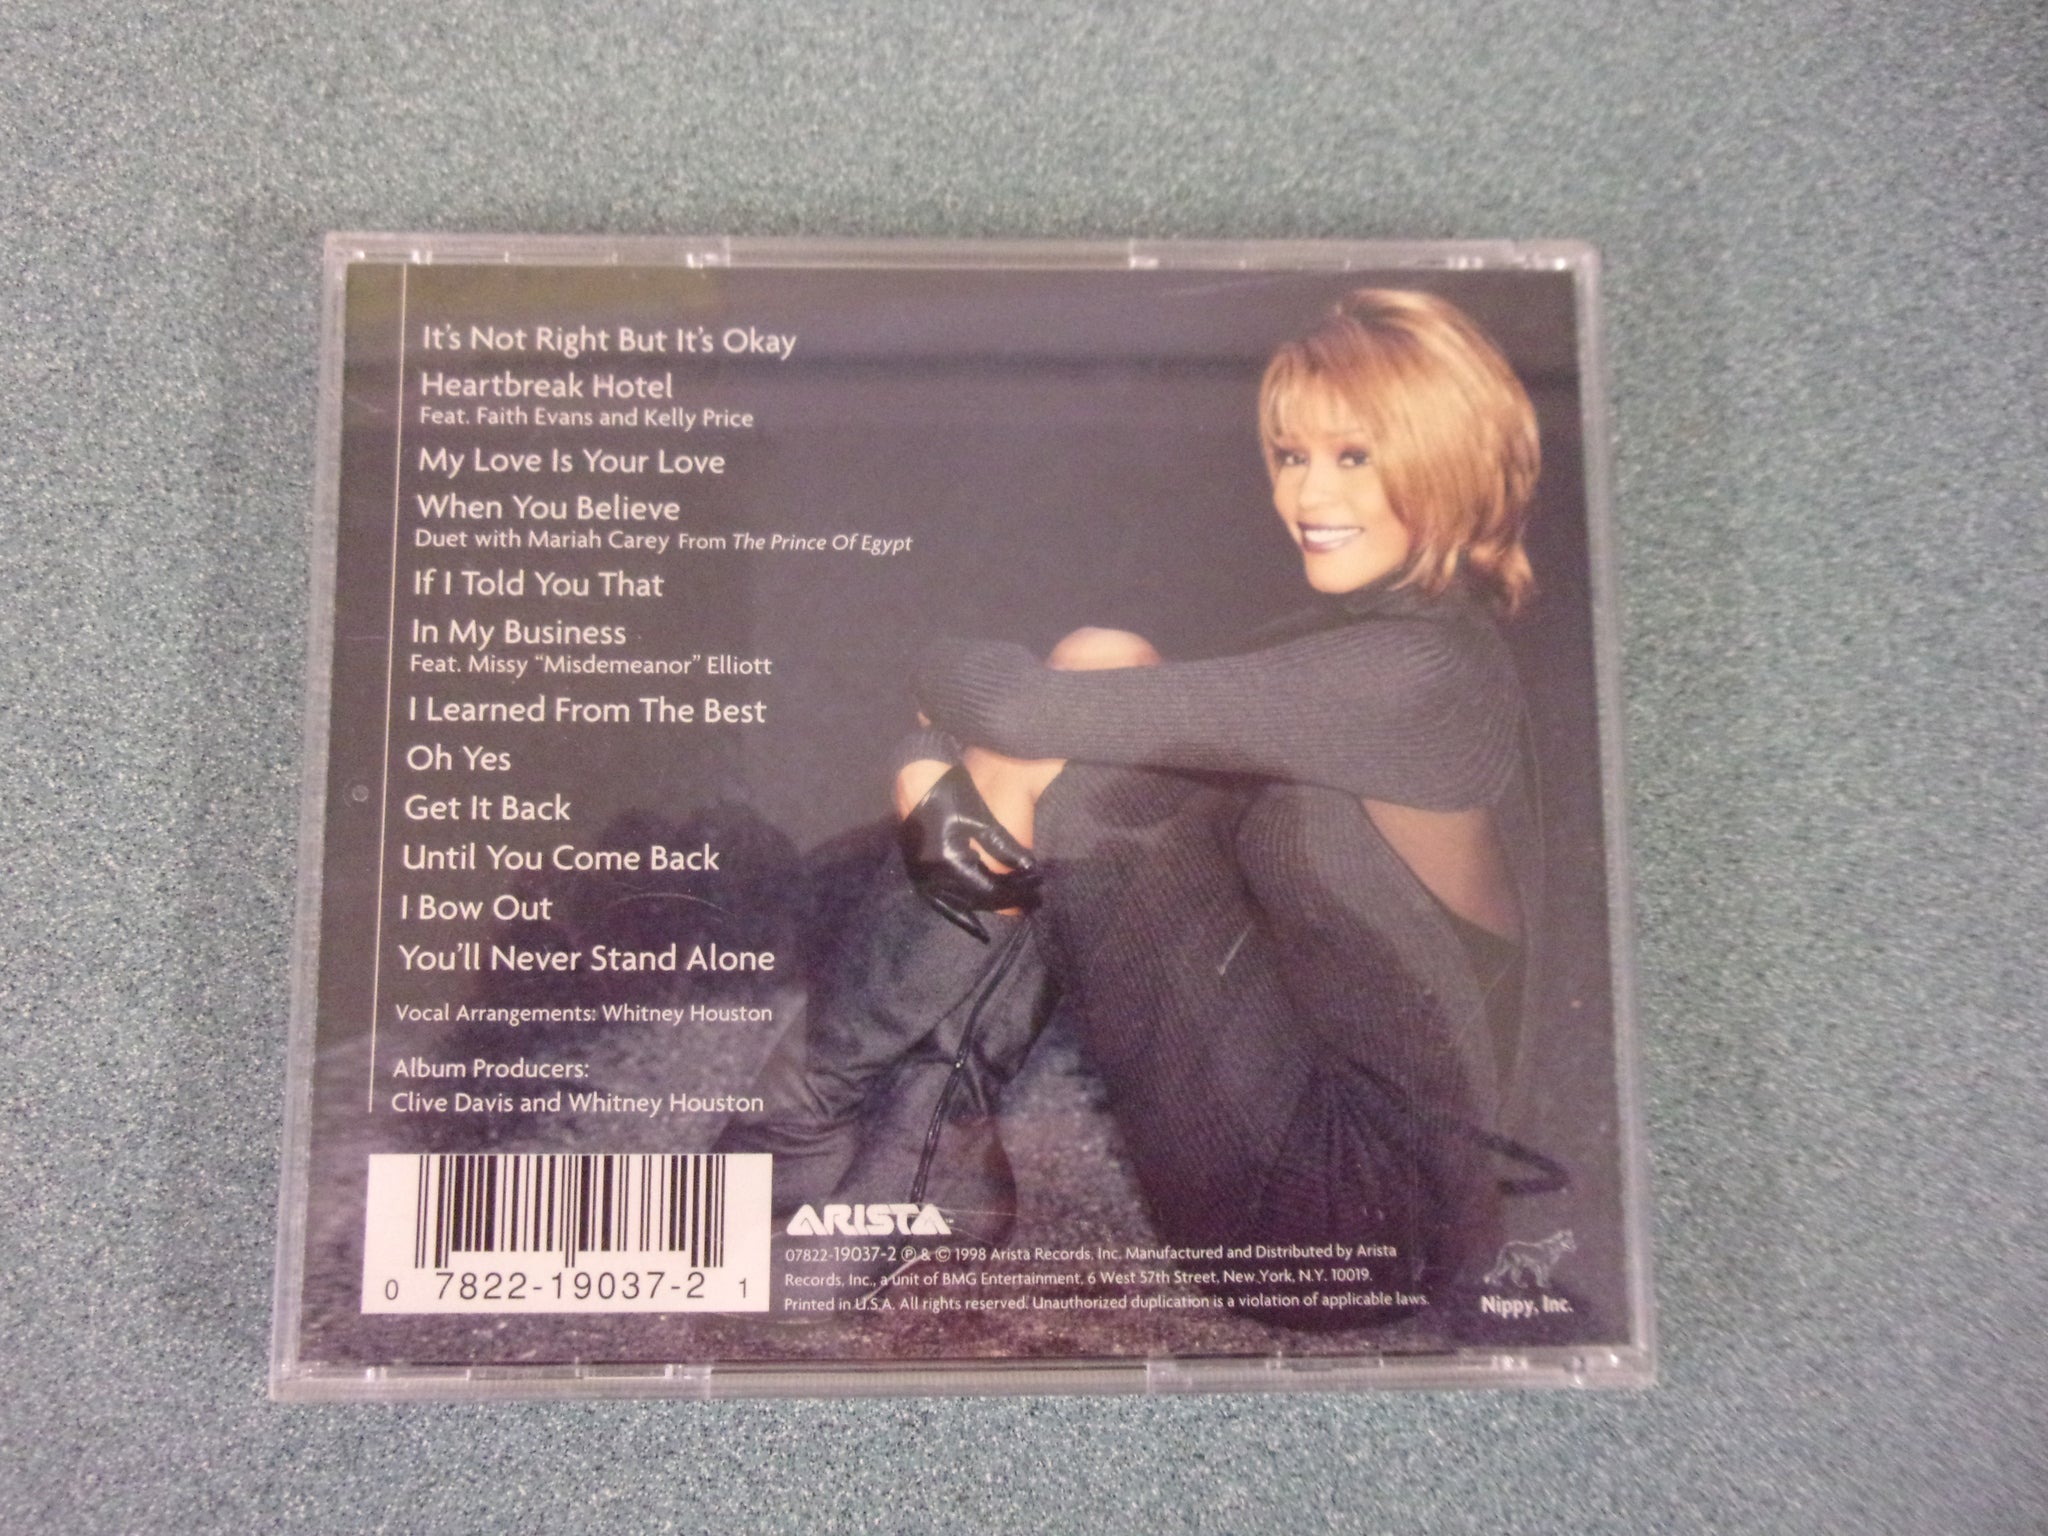 It's Not Right But It's Okay
Heartbreak Hotel
Feat. Faith Evans and Kelly Price
My Love Is Your Love
When You Believe
Duet with Mariah Carey From The Prince Of Egypt
If I Told You That
In My Business
Feat. Missy "Misdemeanor" Elliott
I Learned From The Best
Oh Yes
Get It Back
Until You Come Back
I Bow Out
You'll Never Stand Alone
Vocal Arrangements: Whitney Houston
Album Producers:
Clive Davis and Whitney Houston
0 7822-19037-2 1
ARISTA
07822-19037-2 ℗ & © 1998 Arista Records, Inc. Manufactured and Distributed by Arista
Records, Inc., a unit of BMG Entertainment, 6 West 57th Street, New York, N.Y. 10019.
Printed in U.S.A. All rights reserved. Unauthorized duplication is a violation of applicable laws.
Nippy, Inc.